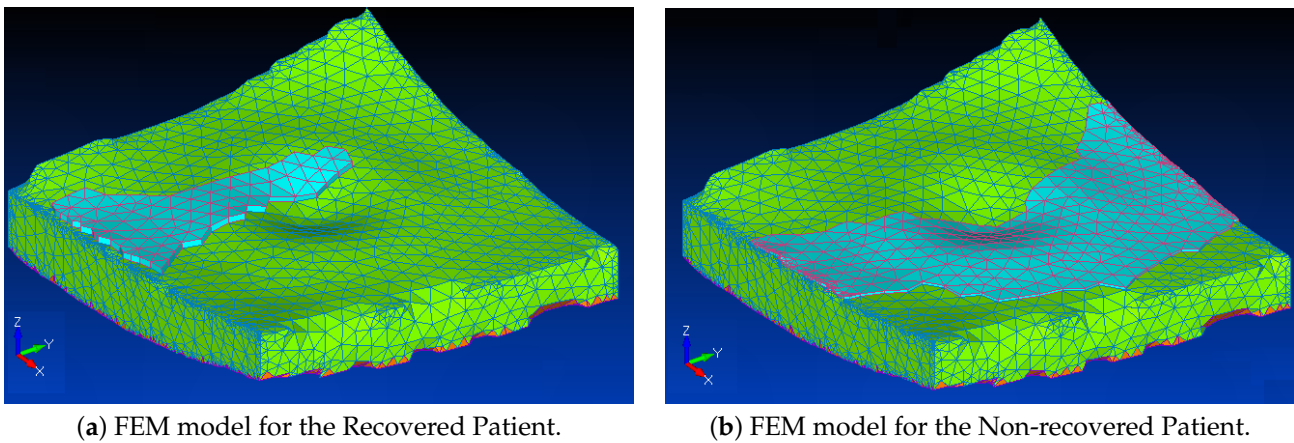 Z
Y
X
Z
Y
X
(a) FEM model for the Recovered Patient.
(b) FEM model for the Non-recovered Patient.